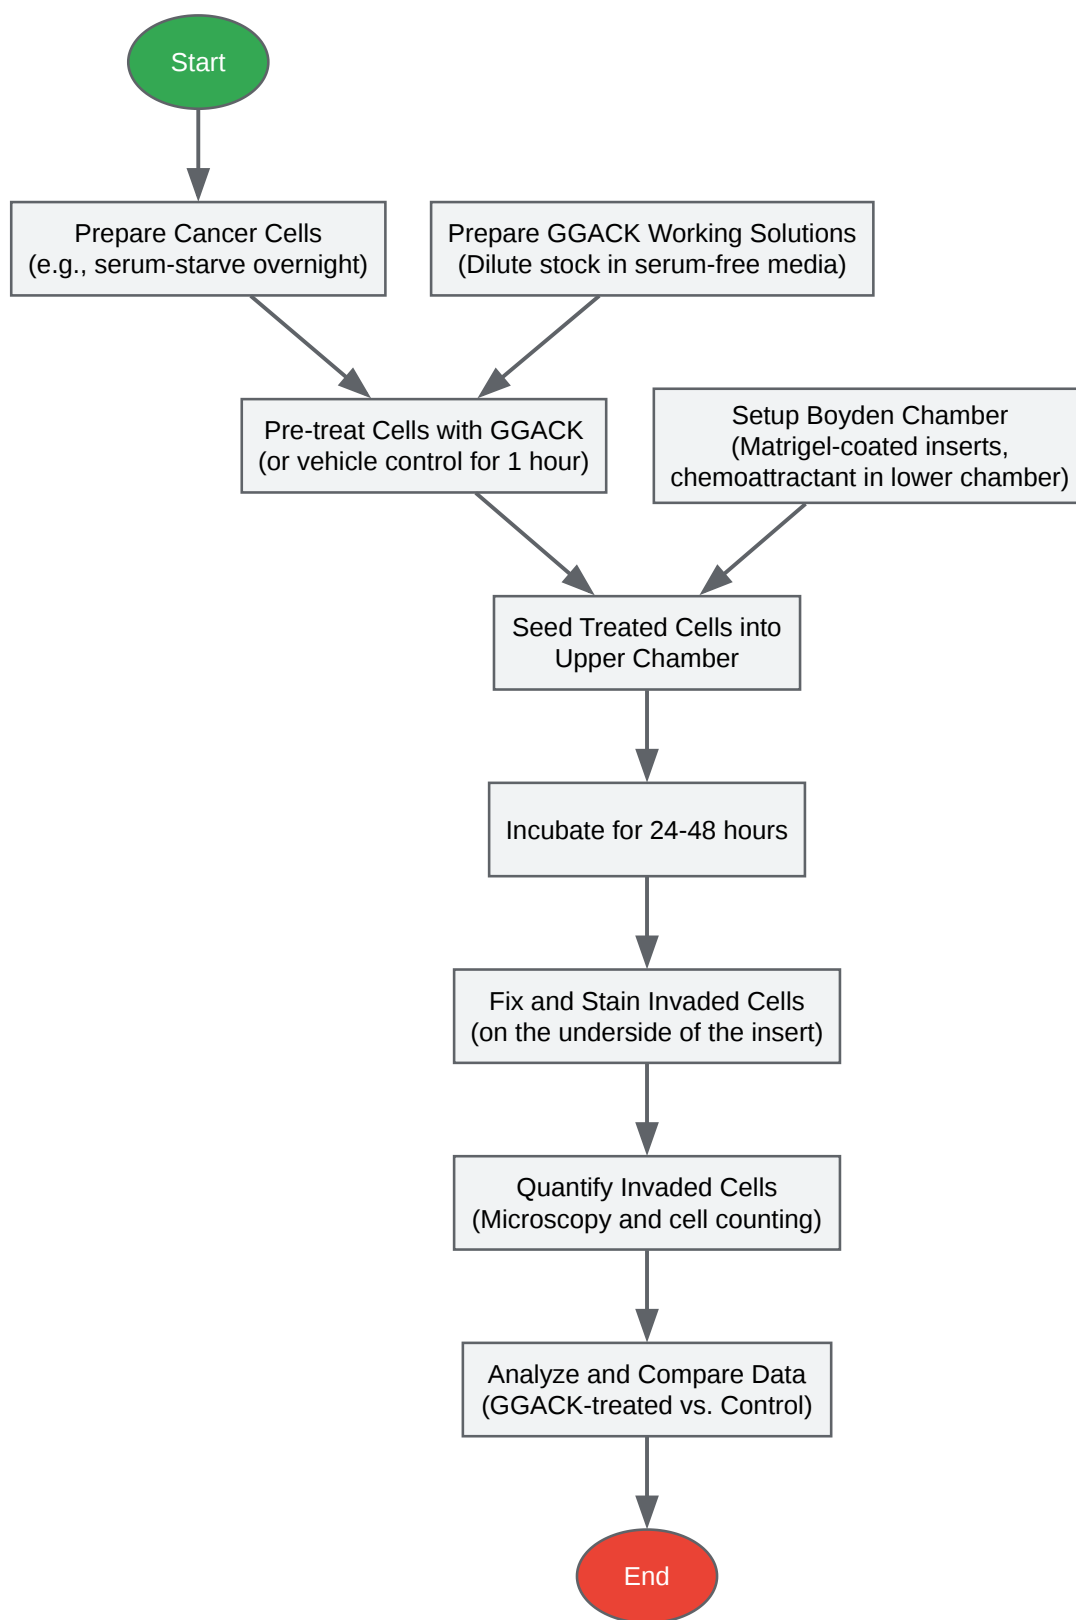 Start
Prepare Cancer Cells
(e.g., serum-starve overnight)
Prepare GGACK Working Solutions
(Dilute stock in serum-free media)
Pre-treat Cells with GGACK
(or vehicle control for 1 hour)
Setup Boyden Chamber
(Matrigel-coated inserts,
chemoattractant in lower chamber)
Seed Treated Cells into
Upper Chamber
Incubate for 24-48 hours
Fix and Stain Invaded Cells
(on the underside of the insert)
Quantify Invaded Cells
(Microscopy and cell counting)
Analyze and Compare Data
(GGACK-treated vs. Control)
End